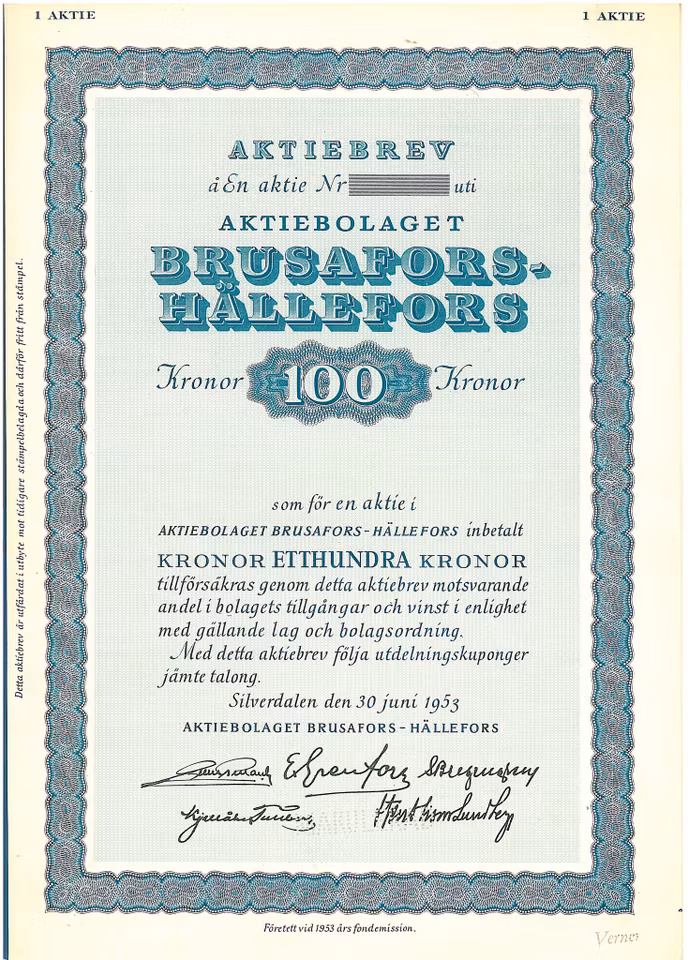 1 AKTIE
1 AKTIE
AKTIEBREV
å En aktie Nr uti
AKTIEBOLAGET
BRUSAFORS-
HÄLLEFORS
Kronor 100 Kronor
som för en aktie i
AKTIEBOLAGET BRUSAFORS-HÄLLEFORS inbetalt
KRONOR ETTHUNDRA KRONOR
tillförsäkras genom detta aktiebrev motsvarande
andel i bolagets tillgångar och vinst i enlighet
med gällande lag och bolagsordning.
Med detta aktiebrev följa utdelningskuponger
jämte talong.
Silverdalen den 30 juni 1953
AKTIEBOLAGET BRUSAFORS-HÄLLEFORS
Detta aktiebrev är utfärdat i utbyte mot tidigare stämpelbelagda och därför fritt från stämpel.
Företett vid 1953 års fondemission.
Verner